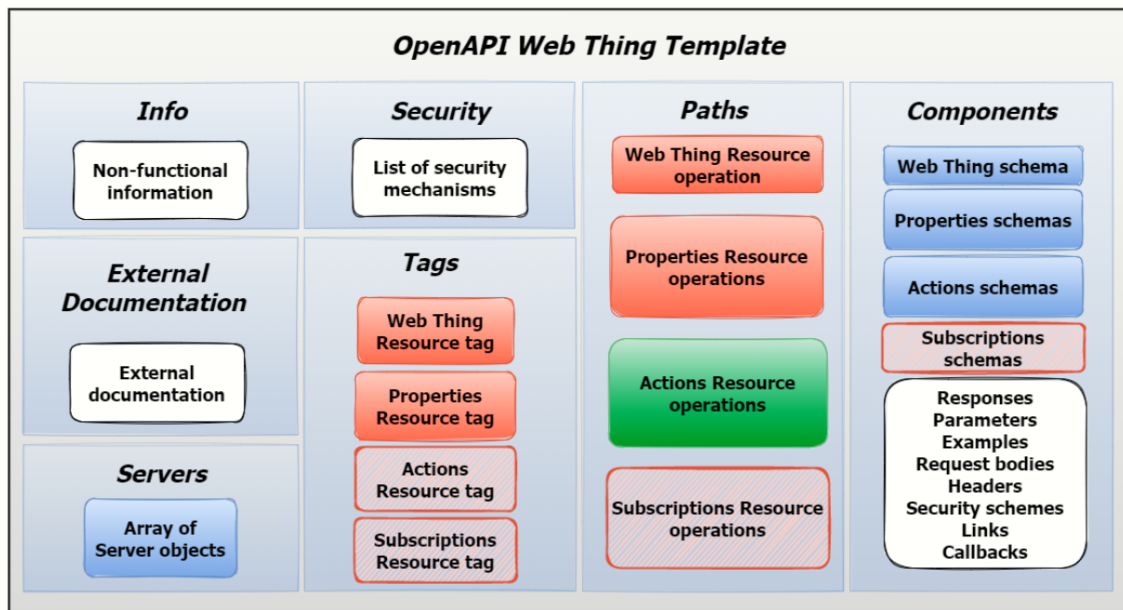 OpenAPI Web Thing Template
Info
Non-functional
information
Security
List of security
mechanisms
External
Documentation
External
documentation
Servers
Array of
Server objects
Tags
Web Thing
Resource tag
Properties
Resource tag
Actions
Resource tag
Subscriptions
Resource tag
Paths
Web Thing Resource
operation
Properties Resource
operations
Actions Resource
operations
Subscriptions Resource
operations
Components
Web Thing schema
Properties schemas
Actions schemas
Subscriptions
schemas
Responses
Parameters
Examples
Request bodies
Headers
Security schemes
Links
Callbacks